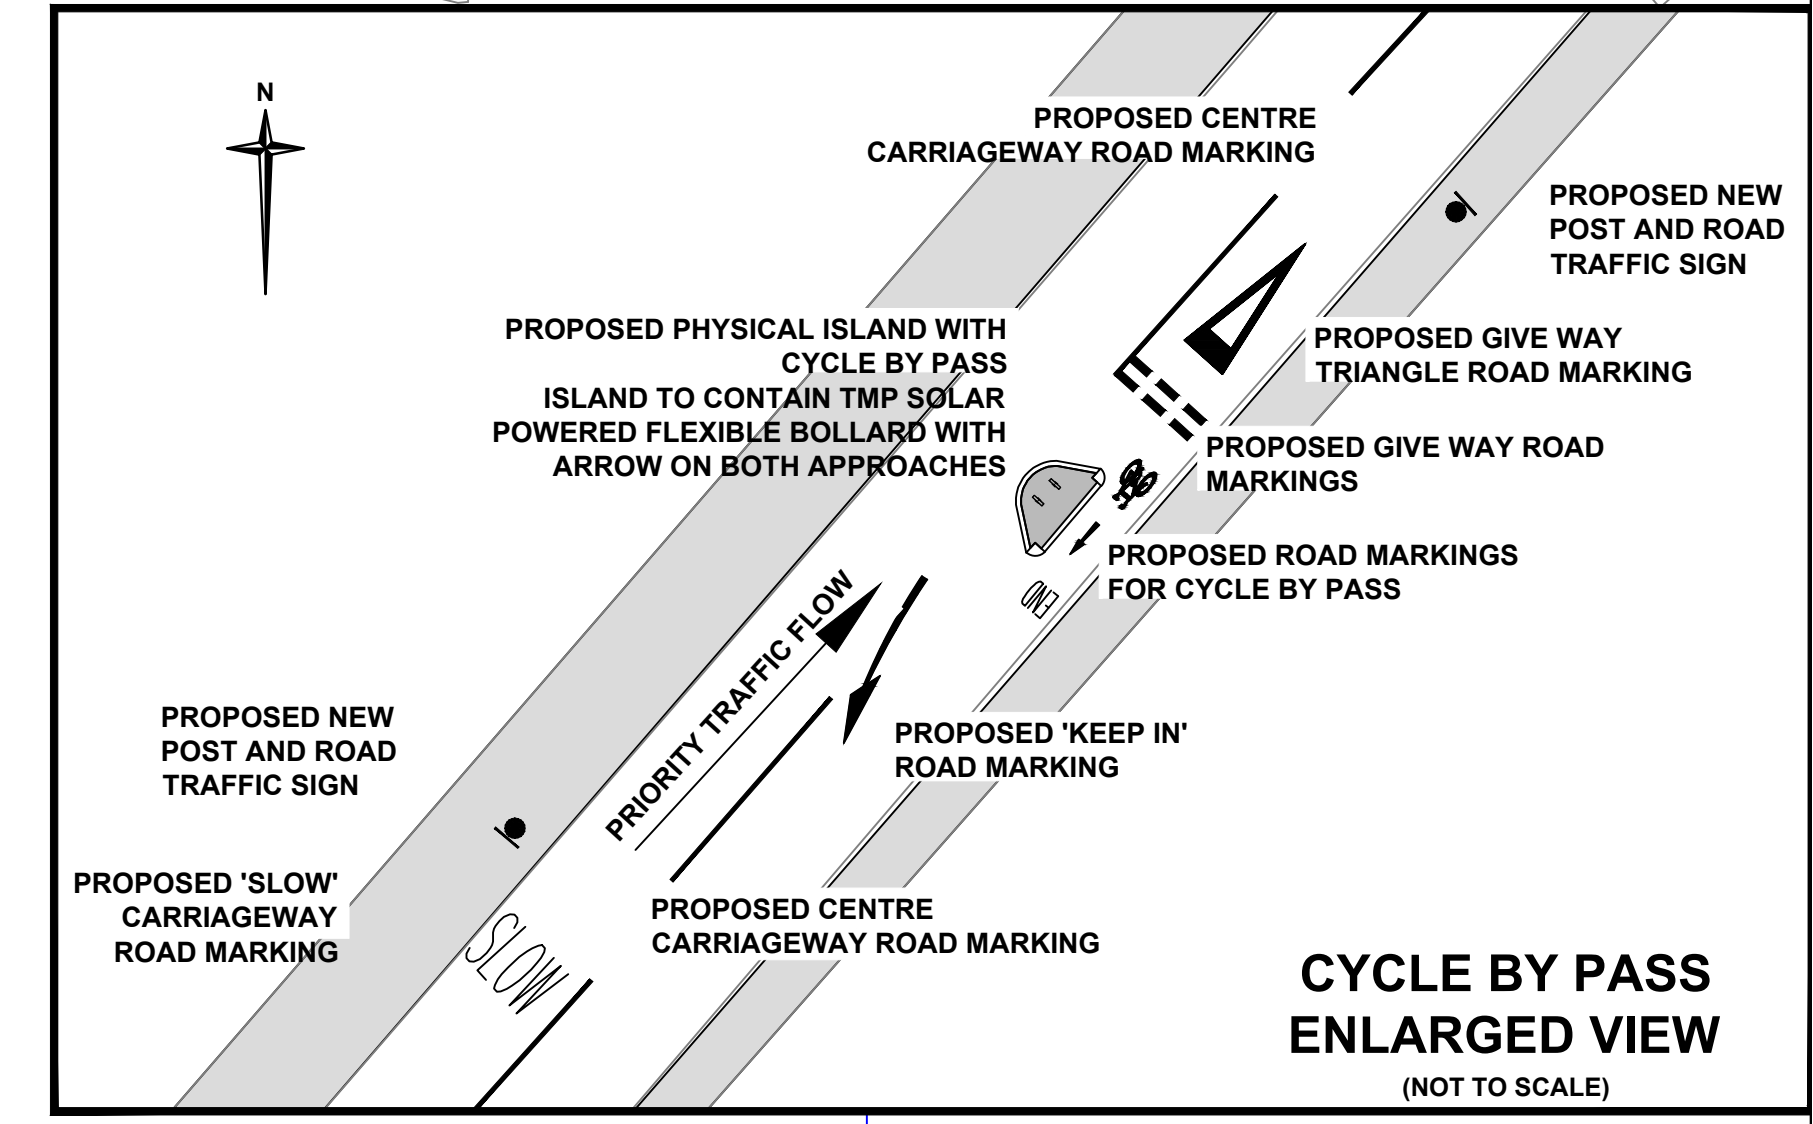 N
PROPOSED CENTRE
CARRIAGEWAY ROAD MARKING
PROPOSED NEW
POST AND ROAD
TRAFFIC SIGN
PROPOSED PHYSICAL ISLAND WITH
CYCLE BY PASS
ISLAND TO CONTAIN TMP SOLAR
POWERED FLEXIBLE BOLLARD WITH
ARROW ON BOTH APPROACHES
PROPOSED GIVE WAY
TRIANGLE ROAD MARKING
PROPOSED GIVE WAY ROAD
MARKINGS
PROPOSED ROAD MARKINGS
FOR CYCLE BY PASS
END
PRIORITY TRAFFIC FLOW
PROPOSED NEW
POST AND ROAD
TRAFFIC SIGN
PROPOSED 'KEEP IN'
ROAD MARKING
PROPOSED 'SLOW'
CARRIAGEWAY
ROAD MARKING
SLOW
PROPOSED CENTRE
CARRIAGEWAY ROAD MARKING
CYCLE BY PASS
ENLARGED VIEW
(NOT TO SCALE)